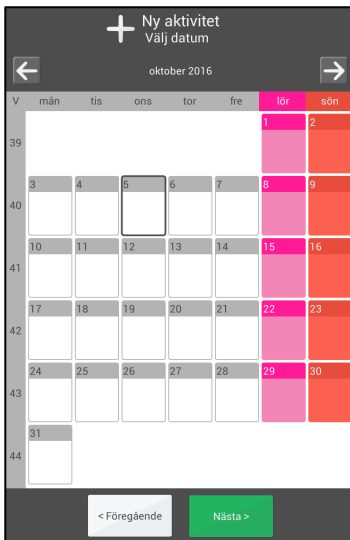 Ny aktivitet
Välj datum
oktober 2016
V mån tis ons tor fre lör sön
39 1 2
40 3 4 5 6 7 8 9
41 10 11 12 13 14 15 16
42 17 18 19 20 21 22 23
43 24 25 26 27 28 29 30
44 31
< Föregående Nästa >